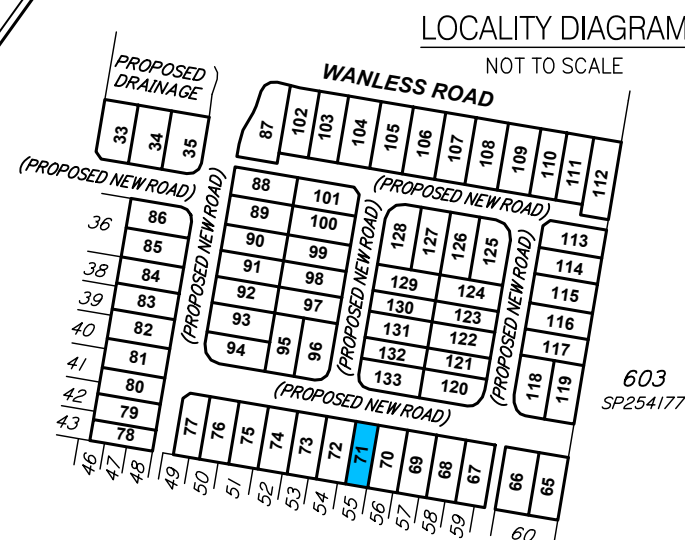 LOCALITY DIAGRAM
NOT TO SCALE
PROPOSED
DRAINAGE
WANLESS ROAD
33 34 35
87 102 103 104 105 106 107 108 109 110 111 112
(PROPOSED NEW ROAD)
(PROPOSED NEW ROAD)
(PROPOSED NEW ROAD)
(PROPOSED NEW ROAD)
(PROPOSED NEW ROAD)
36 38 39 40 41 42 43
86
85
84
83
82
81
80
79
78
88 101
89 100
90 99
91 98
92 97
93
94 95 96
128 127 126 125
129 124
130 123
131 122
132 121
133 120
113
114
115
116
117
118 119
603
SP254177
(PROPOSED NEW ROAD)
77 76 75 74 73 72 71 70 69 68 67 66 65
46 47 48 49 50 51 52 53 54 55 56 57 58 59 60